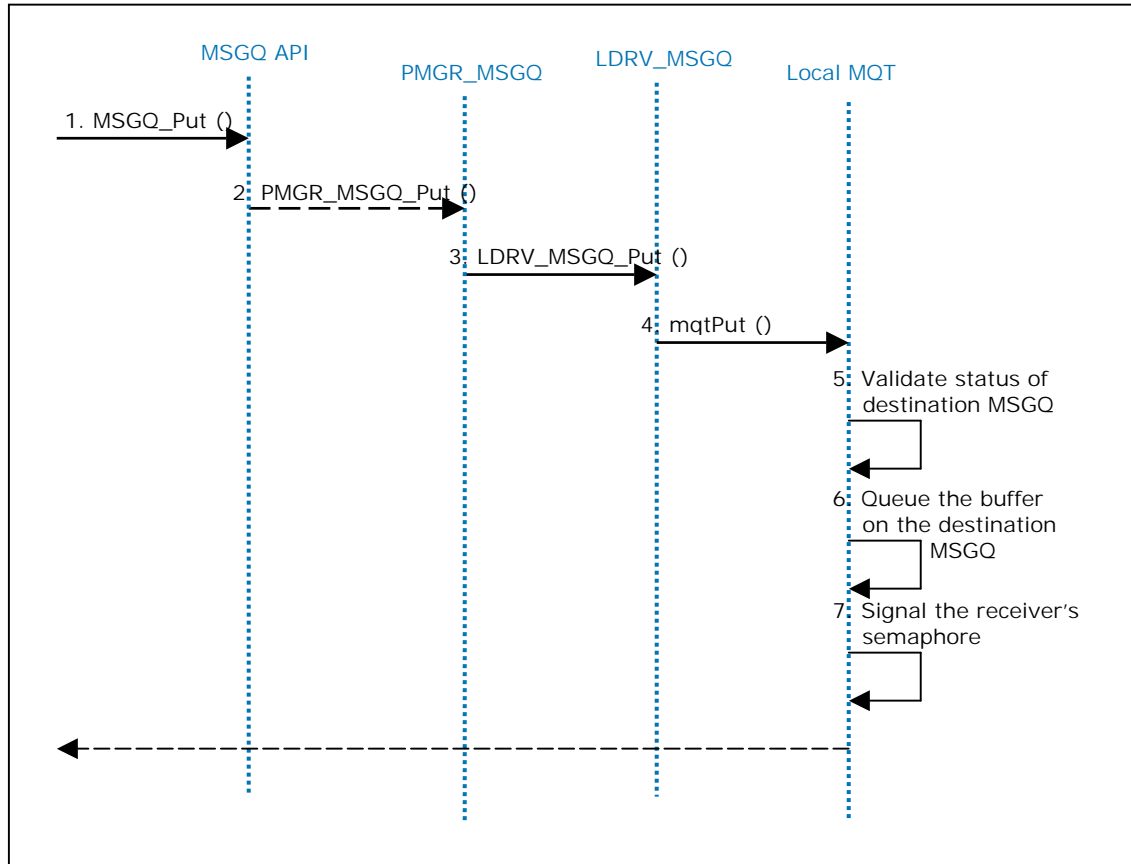 MSGQ API
PMGR_MSGQ
LDRV_MSGQ
Local MQT
1. MSGQ_Put ()
2. PMGR_MSGQ_Put ()
3. LDRV_MSGQ_Put ()
4. mqtPut ()
5. Validate status of
destination MSGQ
6. Queue the buffer
on the destination
MSGQ
7. Signal the receiver’s
semaphore